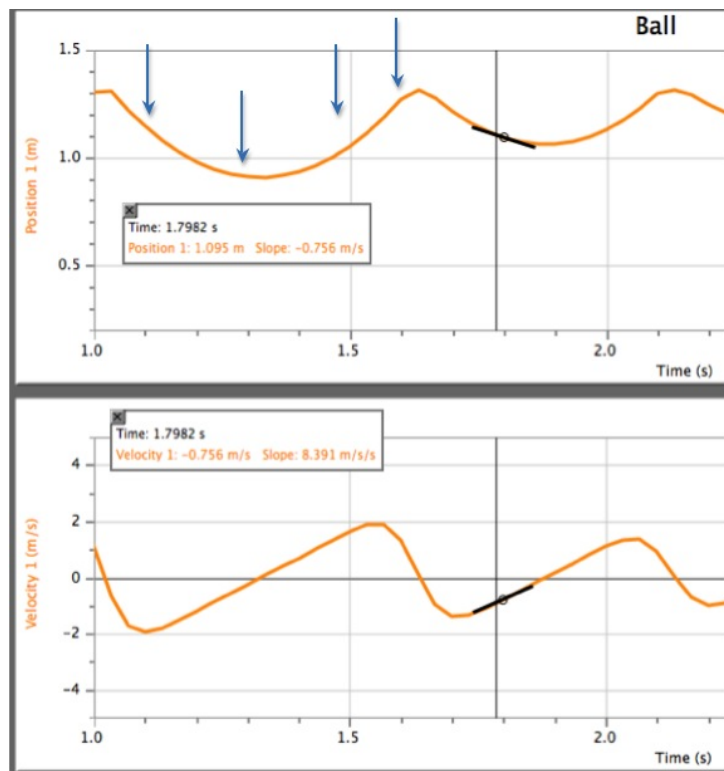 Ball
1.5
1.0
0.5
Position 1 (m)
Time: 1.7982 s
Position 1: 1.095 m Slope: -0.756 m/s
1.0
1.5
2.0
Time (s)
Time: 1.7982 s
Velocity 1: -0.756 m/s Slope: 8.391 m/s/s
4
2
0
-2
-4
Velocity 1 (m/s)
1.0
1.5
2.0
Time (s)